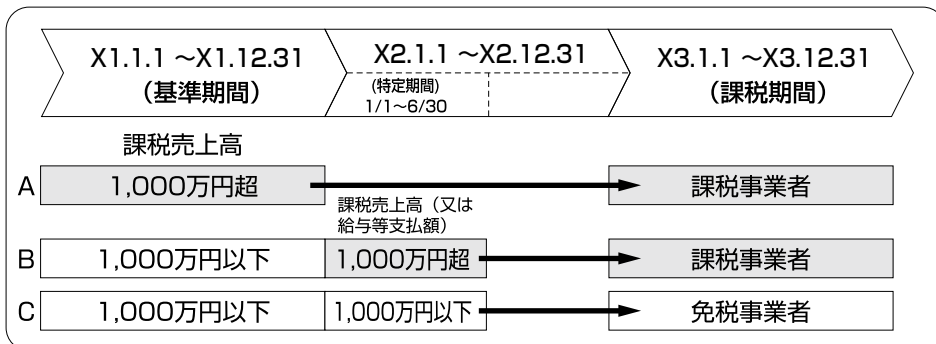 X1.1.1 ～X1.12.31
(基準期間)
X2.1.1 ～X2.12.31
(特定期間)
1/1～6/30
X3.1.1 ～X3.12.31
(課税期間)
課税売上高
A
1,000万円超
課税事業者
課税売上高（又は
給与等支払額）
B
1,000万円以下
1,000万円超
課税事業者
C
1,000万円以下
1,000万円以下
免税事業者